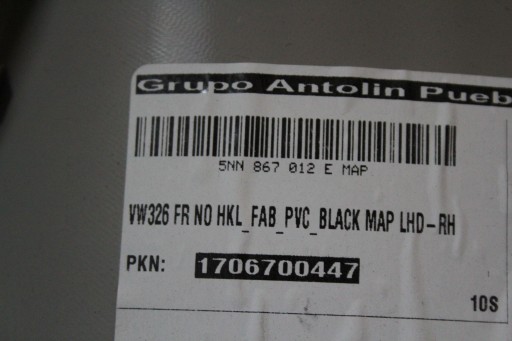 Grupo Antolin Pueb
5NN 867 012 E MAP
VW326 FR NO HKL_FAB_PVC_BLACK MAP LHD-RH
PKN: 1706700447
10S